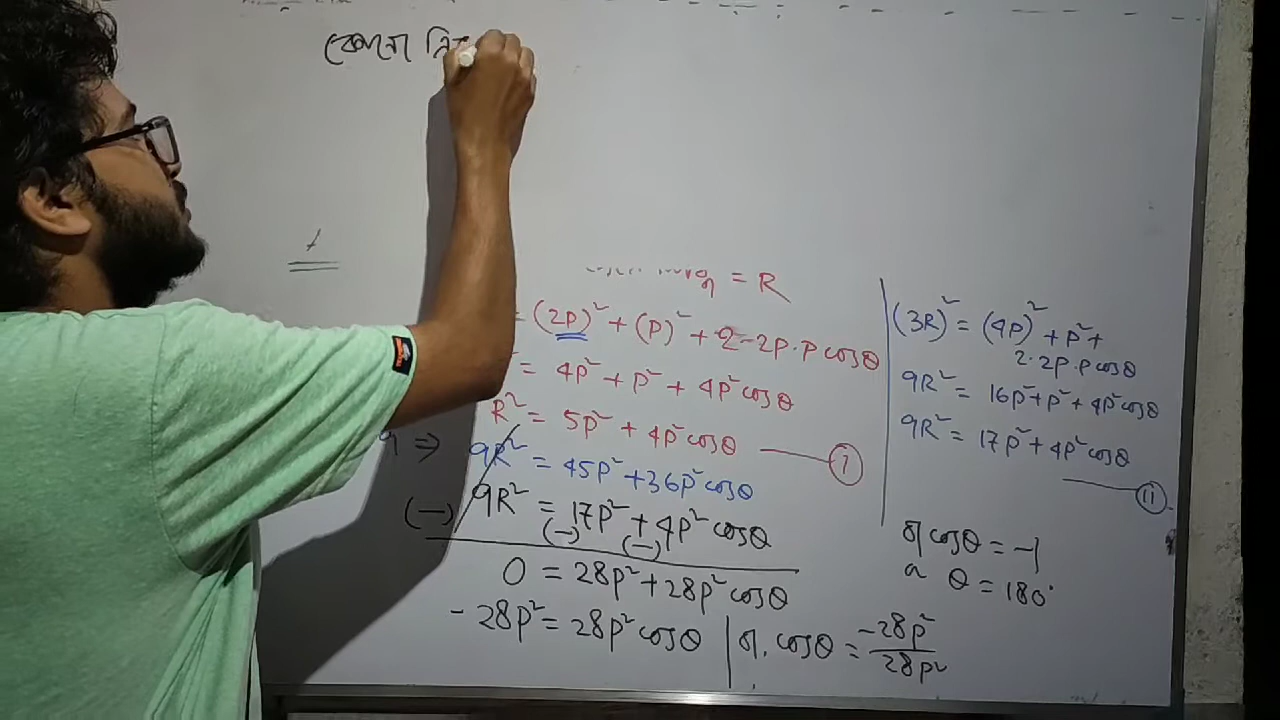 কোনো
= R
(2P)² + (P)² + 2·2P·P cosθ
= 4P² + P² + 4P² cosθ
R² = 5P² + 4P² cosθ —— (i)
⇒ 9R² = 45P² + 36P² cosθ
(−) 9R² = 17P² + 4P² cosθ
(−) (−)
0 = 28P² + 28P² cosθ
-28P² = 28P² cosθ
(3R)² = (4P)² + P² +
2·2P·P cosθ
9R² = 16P² + P² + 4P² cosθ
9R² = 17P² + 4P² cosθ
—— (ii)
বা, cosθ = -28P²/28P²
বা cosθ = -1
বা θ = 180°